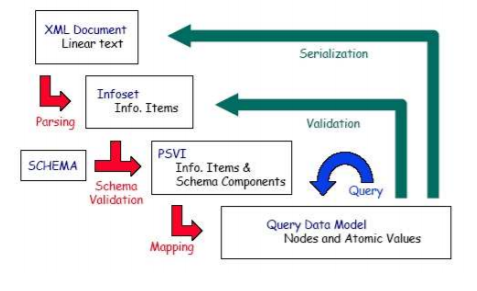 XML Document
Linear text
Serialization
Infoset
Info. Items
Parsing
Validation
SCHEMA
PSVI
Info. Items &
Schema Components
Schema
Validation
Query
Query Data Model
Nodes and Atomic Values
Mapping